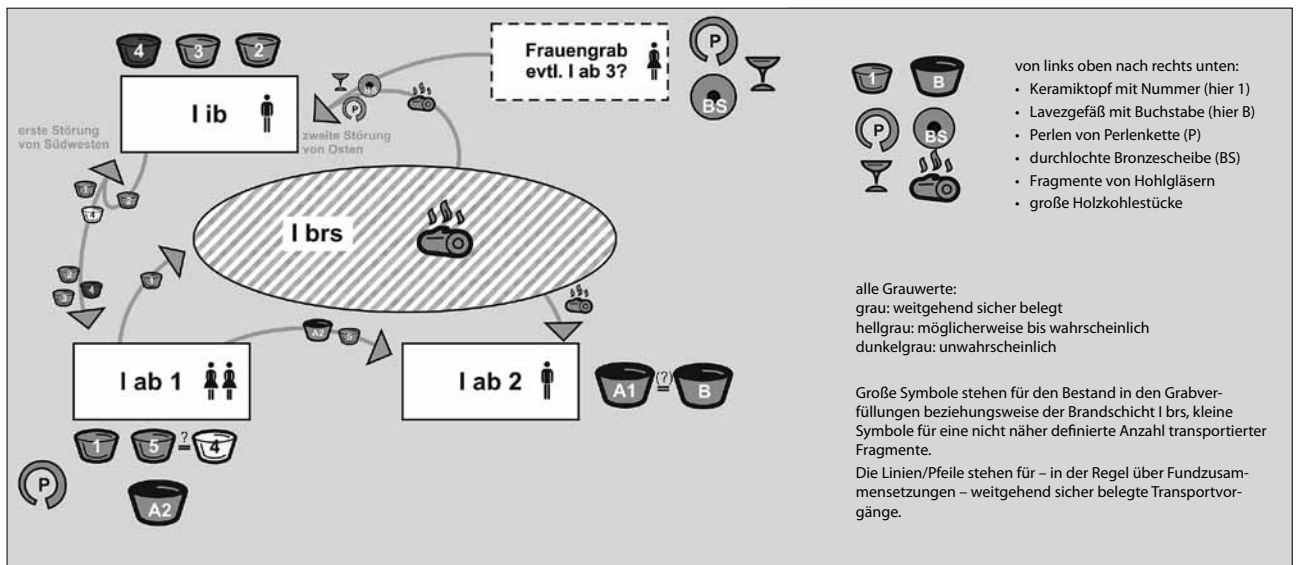 4 3 2
I ib
Frauengrab
evtl. I ab 3?
P
BS
BS
P
erste Störung
von Südwesten
zweite Störung
von Osten
1
2
4
I brs
2
3
4
1
A2
5
I ab 1
I ab 2
A1 (?) = B
1 5 ? = 4
P
A2
1 B
P BS
von links oben nach rechts unten:
• Keramiktopf mit Nummer (hier 1)
• Lavezgefäß mit Buchstabe (hier B)
• Perlen von Perlenkette (P)
• durchlochte Bronzescheibe (BS)
• Fragmente von Hohlgläsern
• große Holzkohlestücke
alle Grauwerte:
grau: weitgehend sicher belegt
hellgrau: möglicherweise bis wahrscheinlich
dunkelgrau: unwahrscheinlich
Große Symbole stehen für den Bestand in den Grabver-
füllungen beziehungsweise der Brandschicht I brs, kleine
Symbole für eine nicht näher definierte Anzahl transportierter
Fragmente.
Die Linien/Pfeile stehen für – in der Regel über Fundzusam-
mensetzungen – weitgehend sicher belegte Transportvor-
gänge.